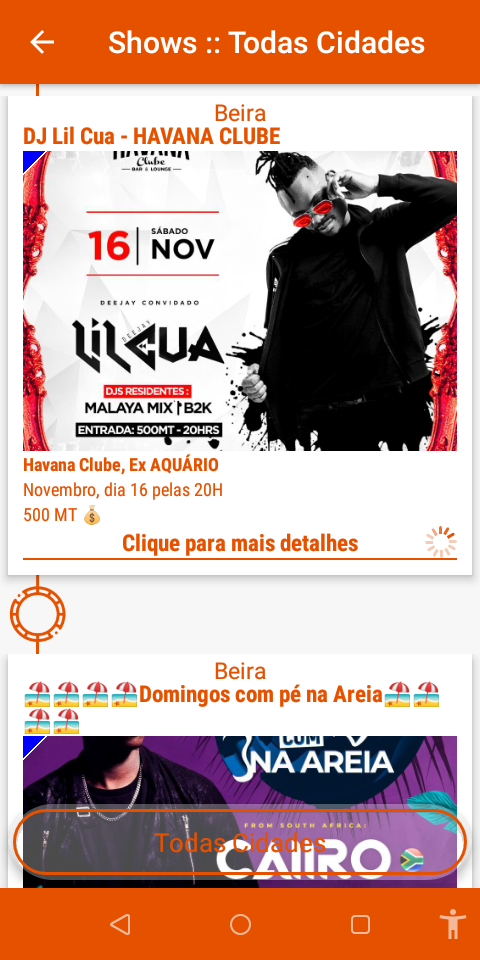 Shows :: Todas Cidades
Beira
DJ Lil Cua - HAVANA CLUBE
HAVANA
Clube
BAR & LOUNGE
16
SÁBADO
NOV
DEEJAY CONVIDADO
DEEJAY
LIL CUA
DJS RESIDENTES :
MALAYA MIX | B2K
ENTRADA: 500MT - 20HRS
Havana Clube, Ex AQUÁRIO
Novembro, dia 16 pelas 20H
500 MT 💰
Clique para mais detalhes
Beira
🏖🏖🏖🏖Domingos com pé na Areia🏖🏖
🏖🏖
COM
NA AREIA
FROM SOUTH AFRICA:
CAIIRO
Todas Cidades